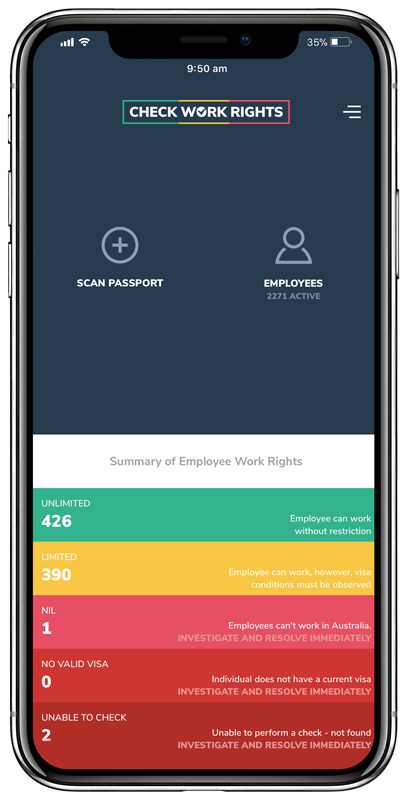 35%
9:50 am
CHECK WORK RIGHTS
SCAN PASSPORT
EMPLOYEES
2271 ACTIVE
Summary of Employee Work Rights
UNLIMITED
426
Employee can work
without restriction
LIMITED
390
Employee can work, however, visa
conditions must be observed
NIL
1
Employees can't work in Australia.
INVESTIGATE AND RESOLVE IMMEDIATELY
NO VALID VISA
0
Individual does not have a current visa
INVESTIGATE AND RESOLVE IMMEDIATELY
UNABLE TO CHECK
2
Unable to perform a check - not found
INVESTIGATE AND RESOLVE IMMEDIATELY